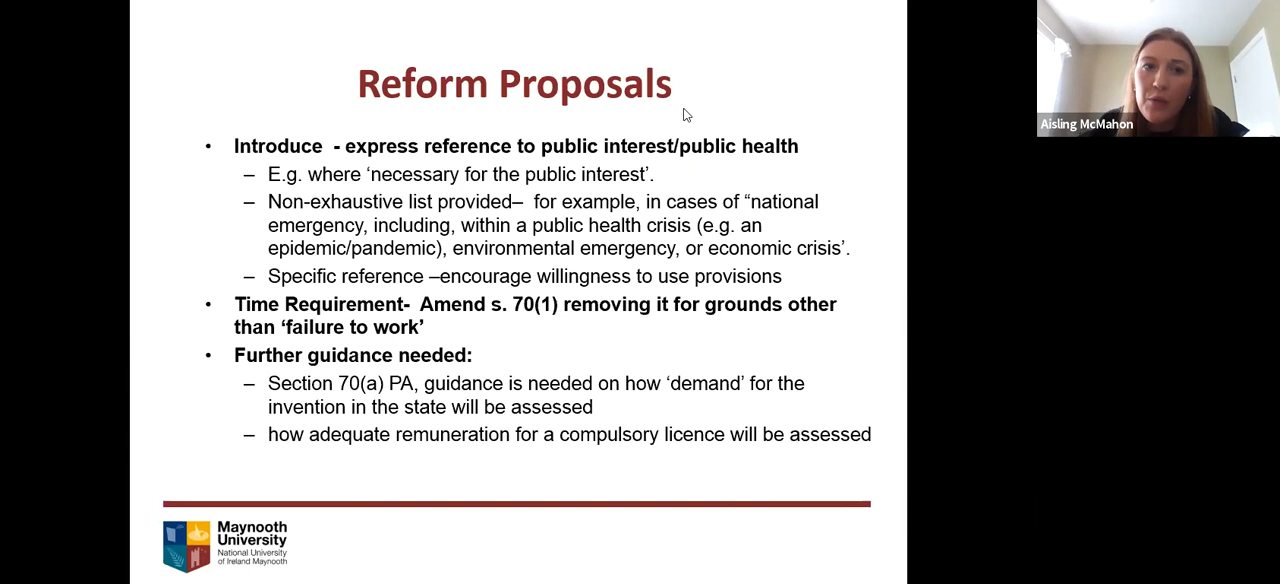 Reform Proposals
Aisling McMahon
• Introduce - express reference to public interest/public health
– E.g. where ‘necessary for the public interest’.
– Non-exhaustive list provided– for example, in cases of “national
emergency, including, within a public health crisis (e.g. an
epidemic/pandemic), environmental emergency, or economic crisis’.
– Specific reference –encourage willingness to use provisions
• Time Requirement- Amend s. 70(1) removing it for grounds other
than ‘failure to work’
• Further guidance needed:
– Section 70(a) PA, guidance is needed on how ‘demand’ for the
invention in the state will be assessed
– how adequate remuneration for a compulsory licence will be assessed
Maynooth
University
National University
of Ireland Maynooth